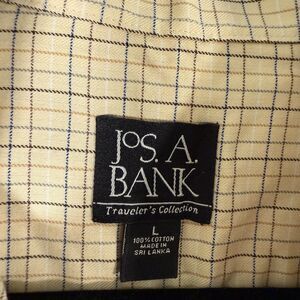 JOS. A.
BANK
Traveler's Collection
L
100% COTTON
MADE IN
SRI LANKA